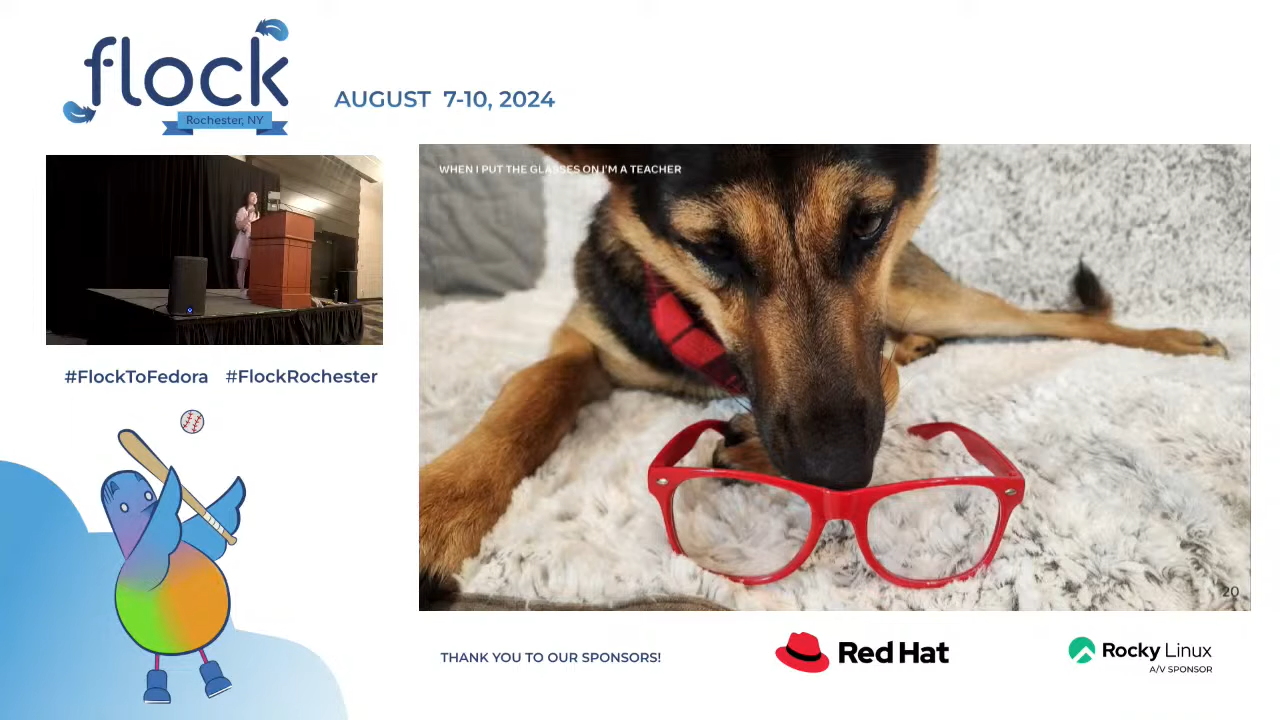 flock
Rochester, NY
AUGUST 7-10, 2024
WHEN I PUT THE GLASSES ON I'M A TEACHER
#FlockToFedora #FlockRochester
20
THANK YOU TO OUR SPONSORS!
Red Hat
Rocky Linux
A/V SPONSOR